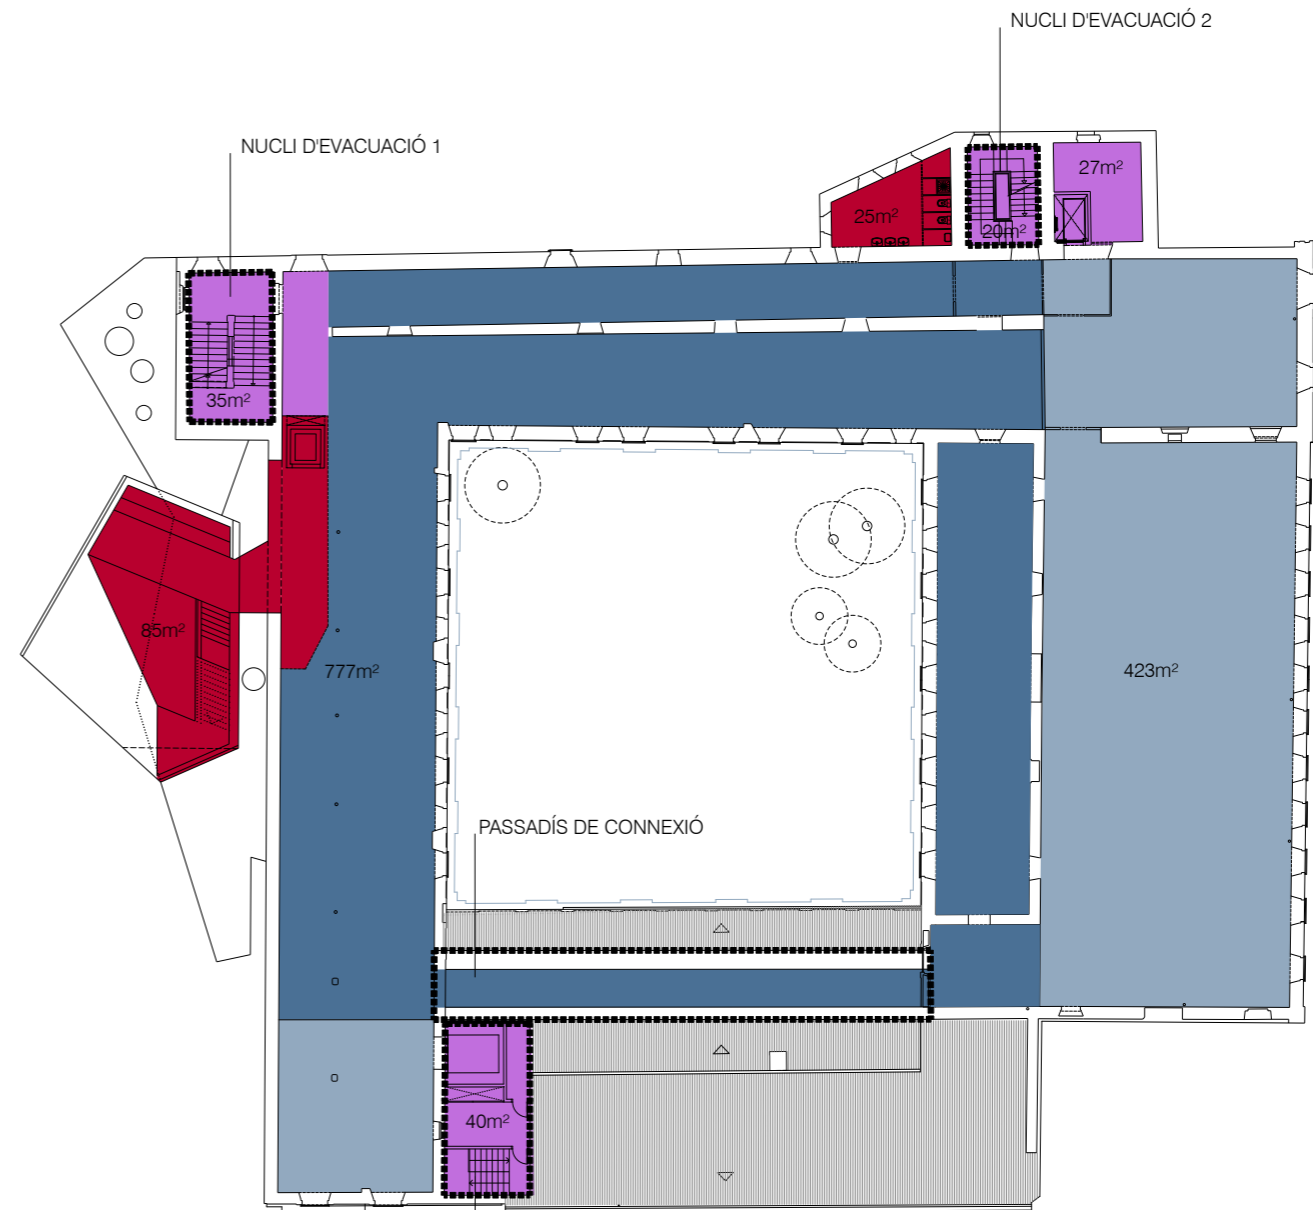 NUCLI D'EVACUACIÓ 2
NUCLI D'EVACUACIÓ 1
27m²
25m²
20m²
35m²
85m²
777m²
423m²
PASSADÍS DE CONNEXIÓ
40m²